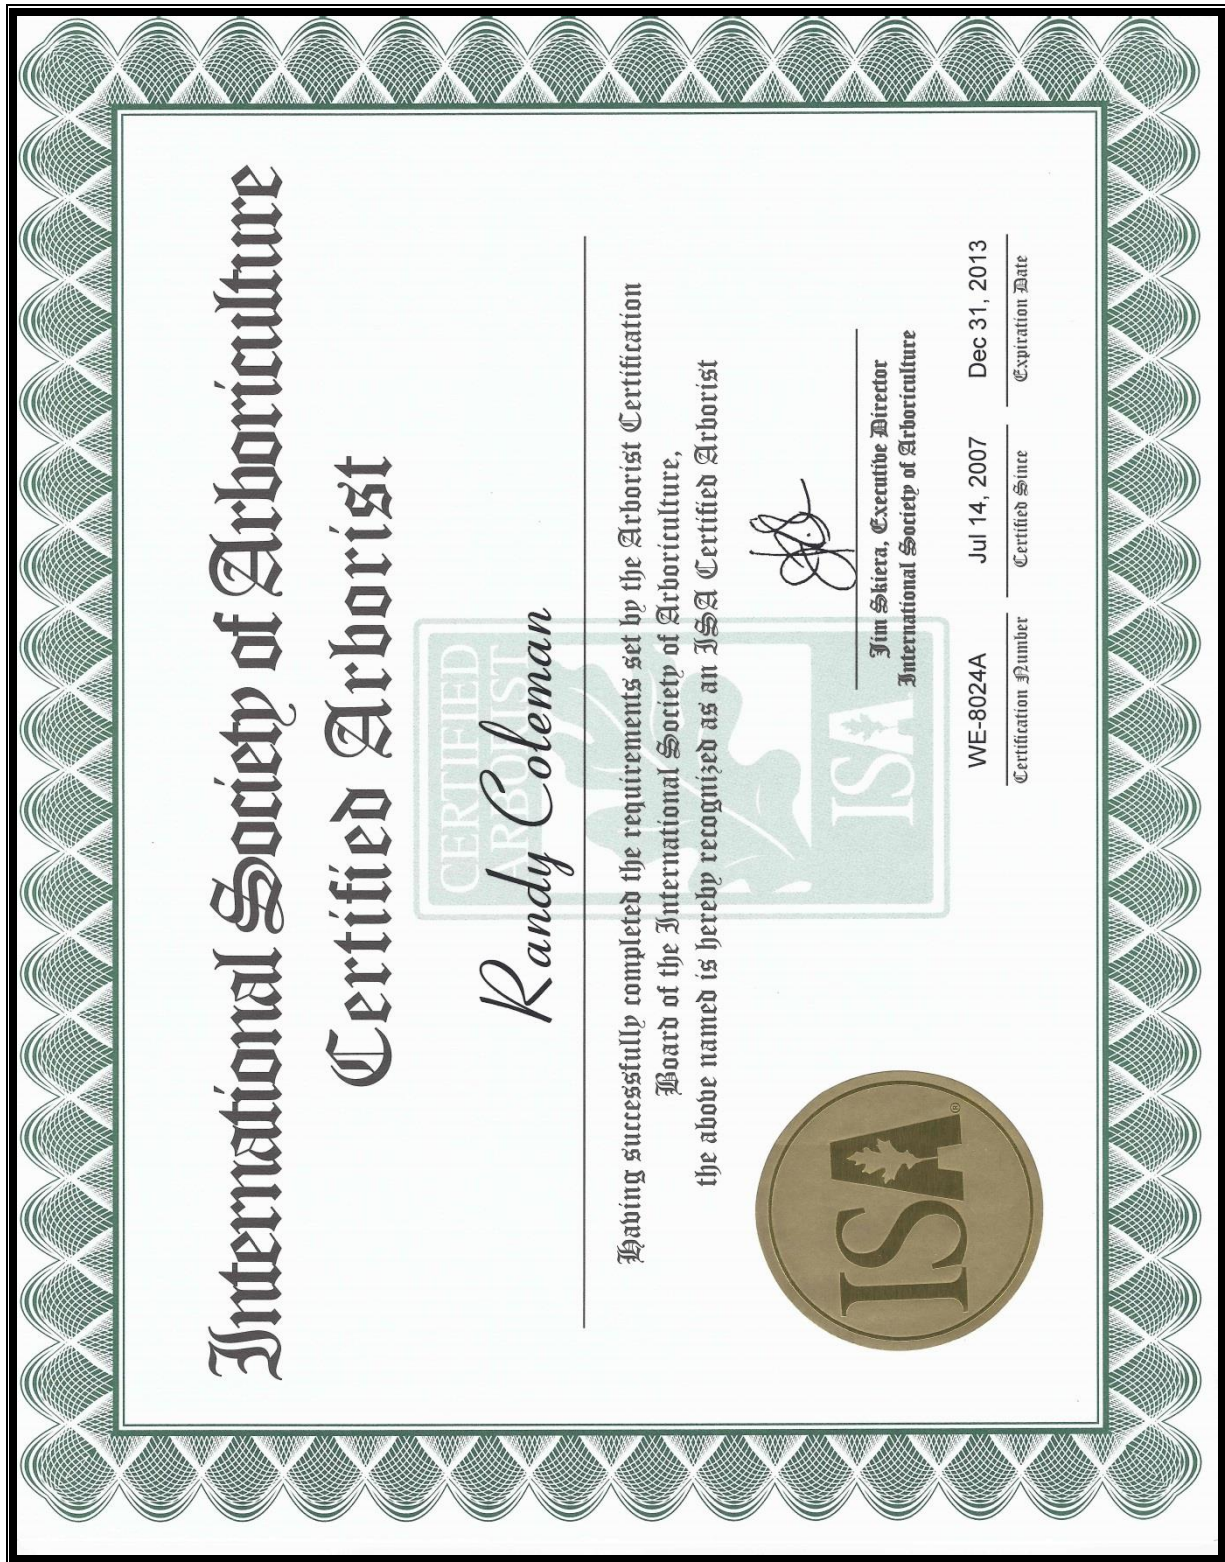 International Society of Arboriculture
Certified Arborist
CERTIFIED
ARBORIST
Randy Coleman
Having successfully completed the requirements set by the Arborist Certification
Board of the International Society of Arboriculture,
the above named is hereby recognized as an ISA Certified Arborist
ISA
Jim Skiera, Executive Director
International Society of Arboriculture
ISA®
WE-8024A Jul 14, 2007 Dec 31, 2013
Certification Number Certified Since Expiration Date